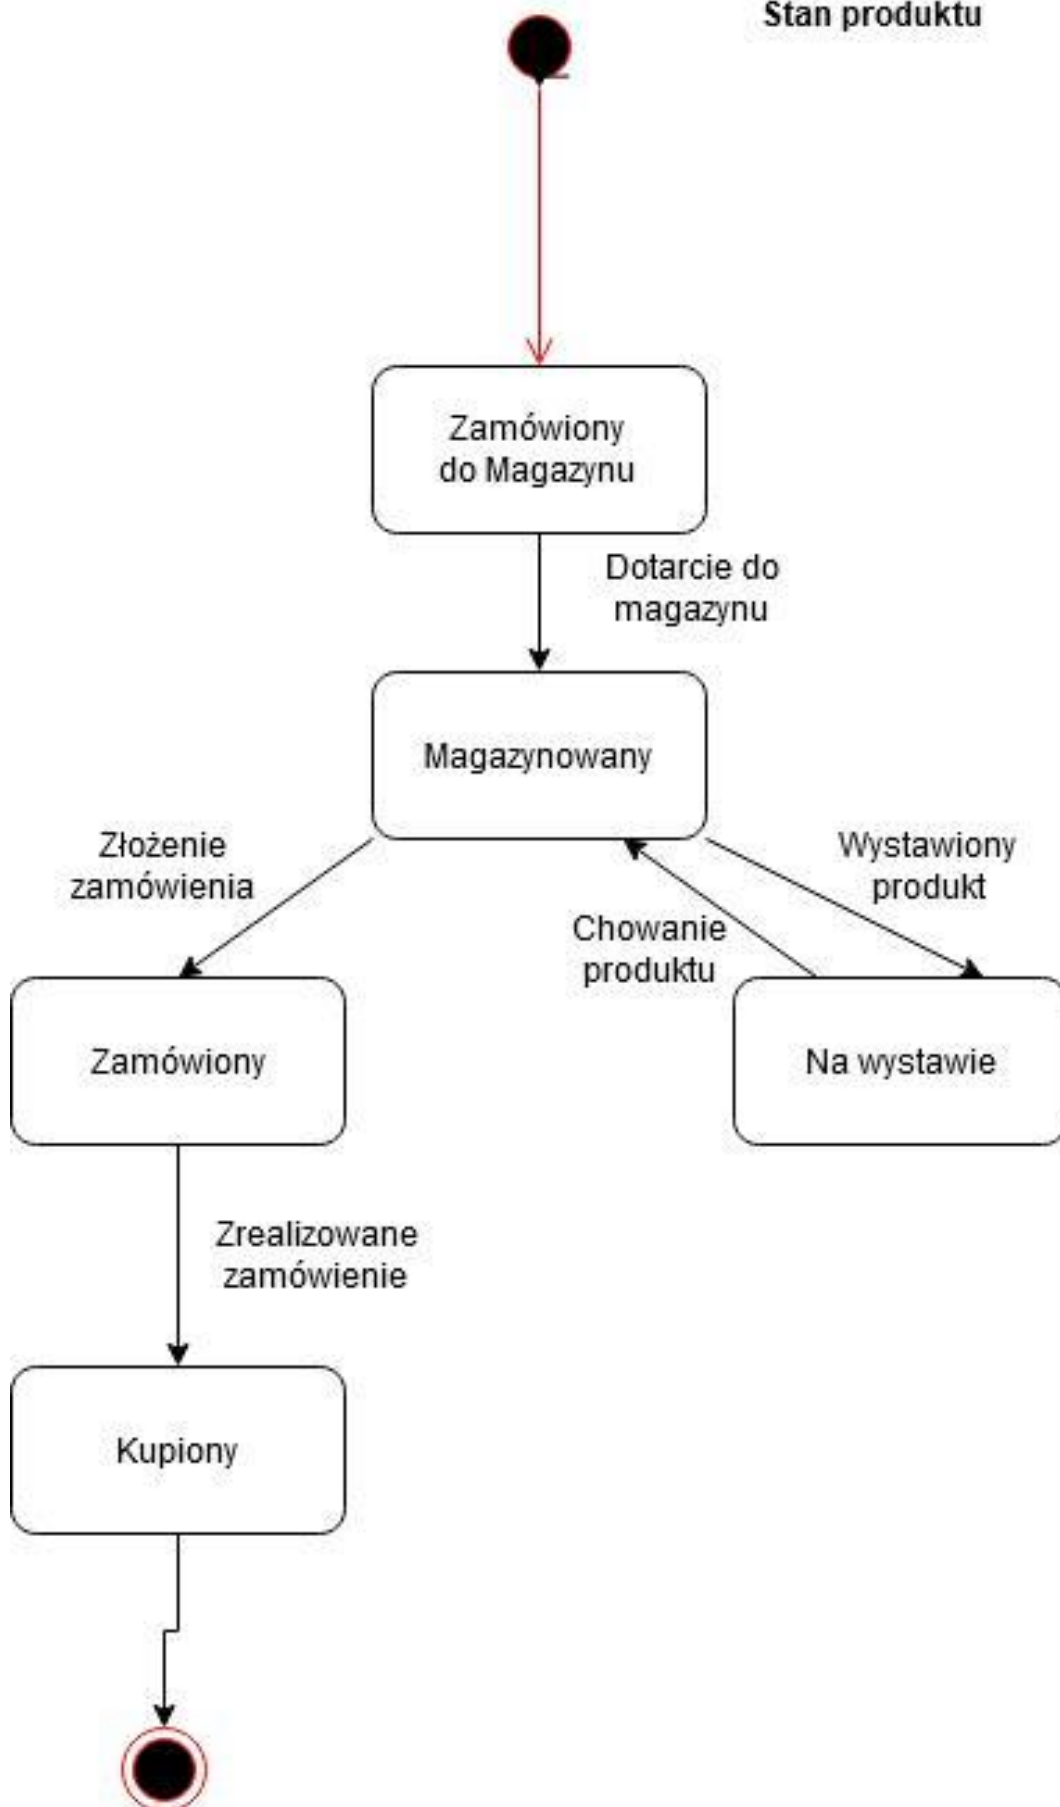 Stan produktu
Zamówiony
do Magazynu
Dotarcie do
magazynu
Magazynowany
Złożenie
zamówienia
Wystawiony
produkt
Chowanie
produktu
Zamówiony
Na wystawie
Zrealizowane
zamówienie
Kupiony